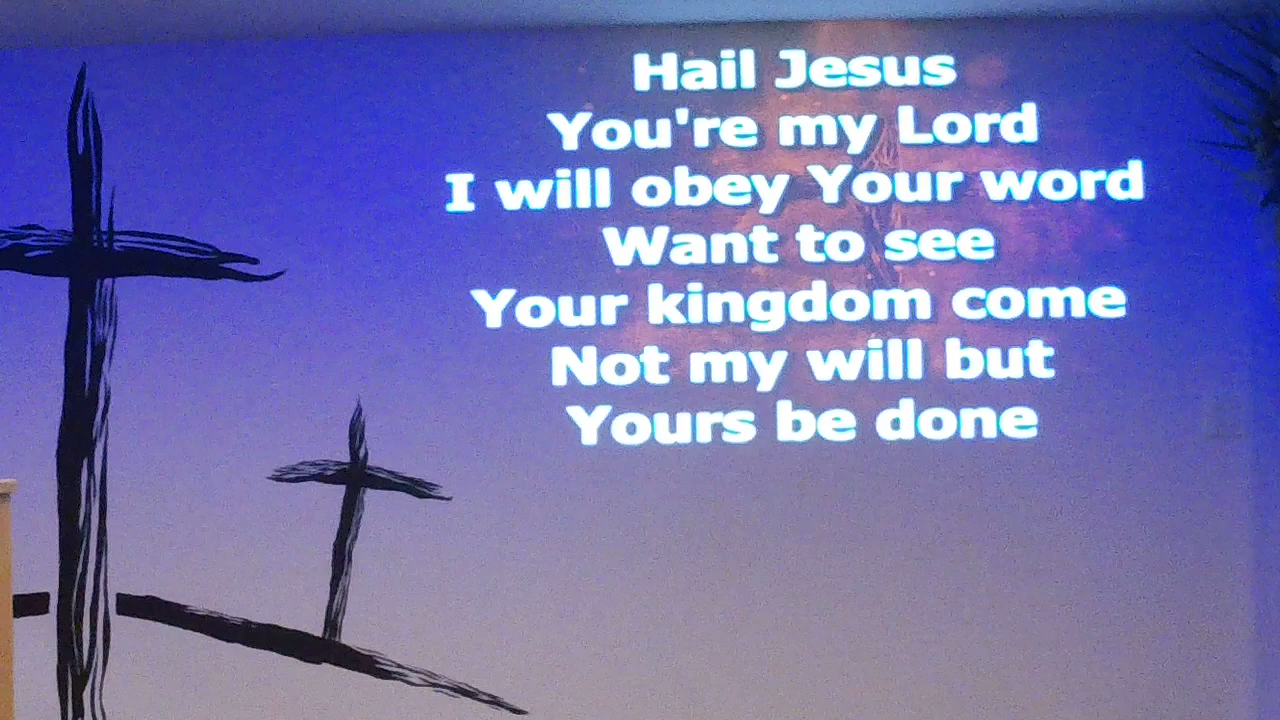 Hail Jesus
You're my Lord
I will obey Your word
Want to see
Your kingdom come
Not my will but
Yours be done